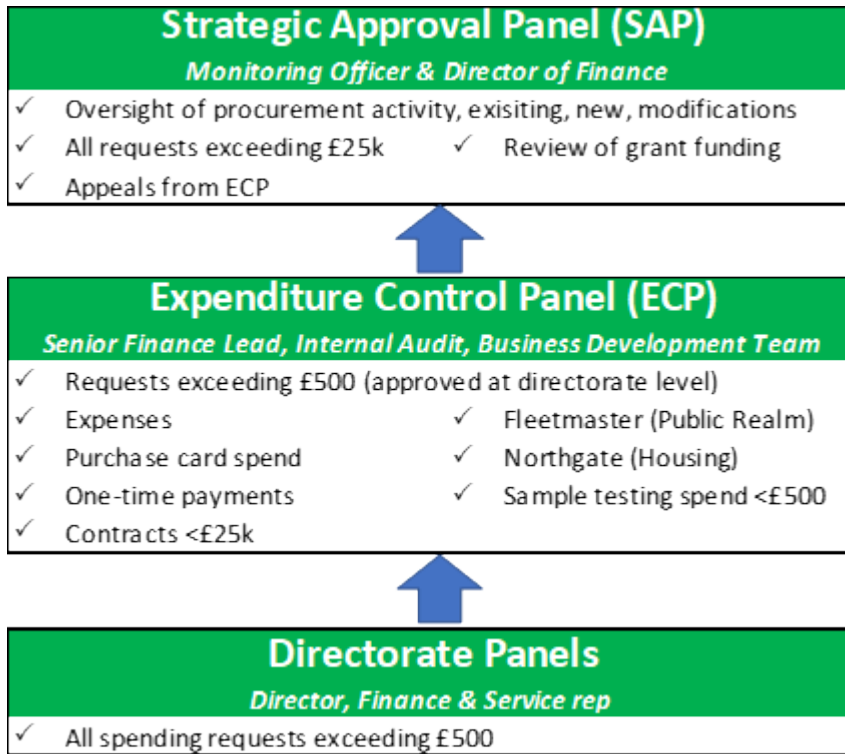 Strategic Approval Panel (SAP)
Monitoring Officer & Director of Finance
✓ Oversight of procurement activity, exisiting, new, modifications
✓ All requests exceeding £25k ✓ Review of grant funding
✓ Appeals from ECP
Expenditure Control Panel (ECP)
Senior Finance Lead, Internal Audit, Business Development Team
✓ Requests exceeding £500 (approved at directorate level)
✓ Expenses ✓ Fleetmaster (Public Realm)
✓ Purchase card spend ✓ Northgate (Housing)
✓ One-time payments ✓ Sample testing spend <£500
✓ Contracts <£25k
Directorate Panels
Director, Finance & Service rep
✓ All spending requests exceeding £500